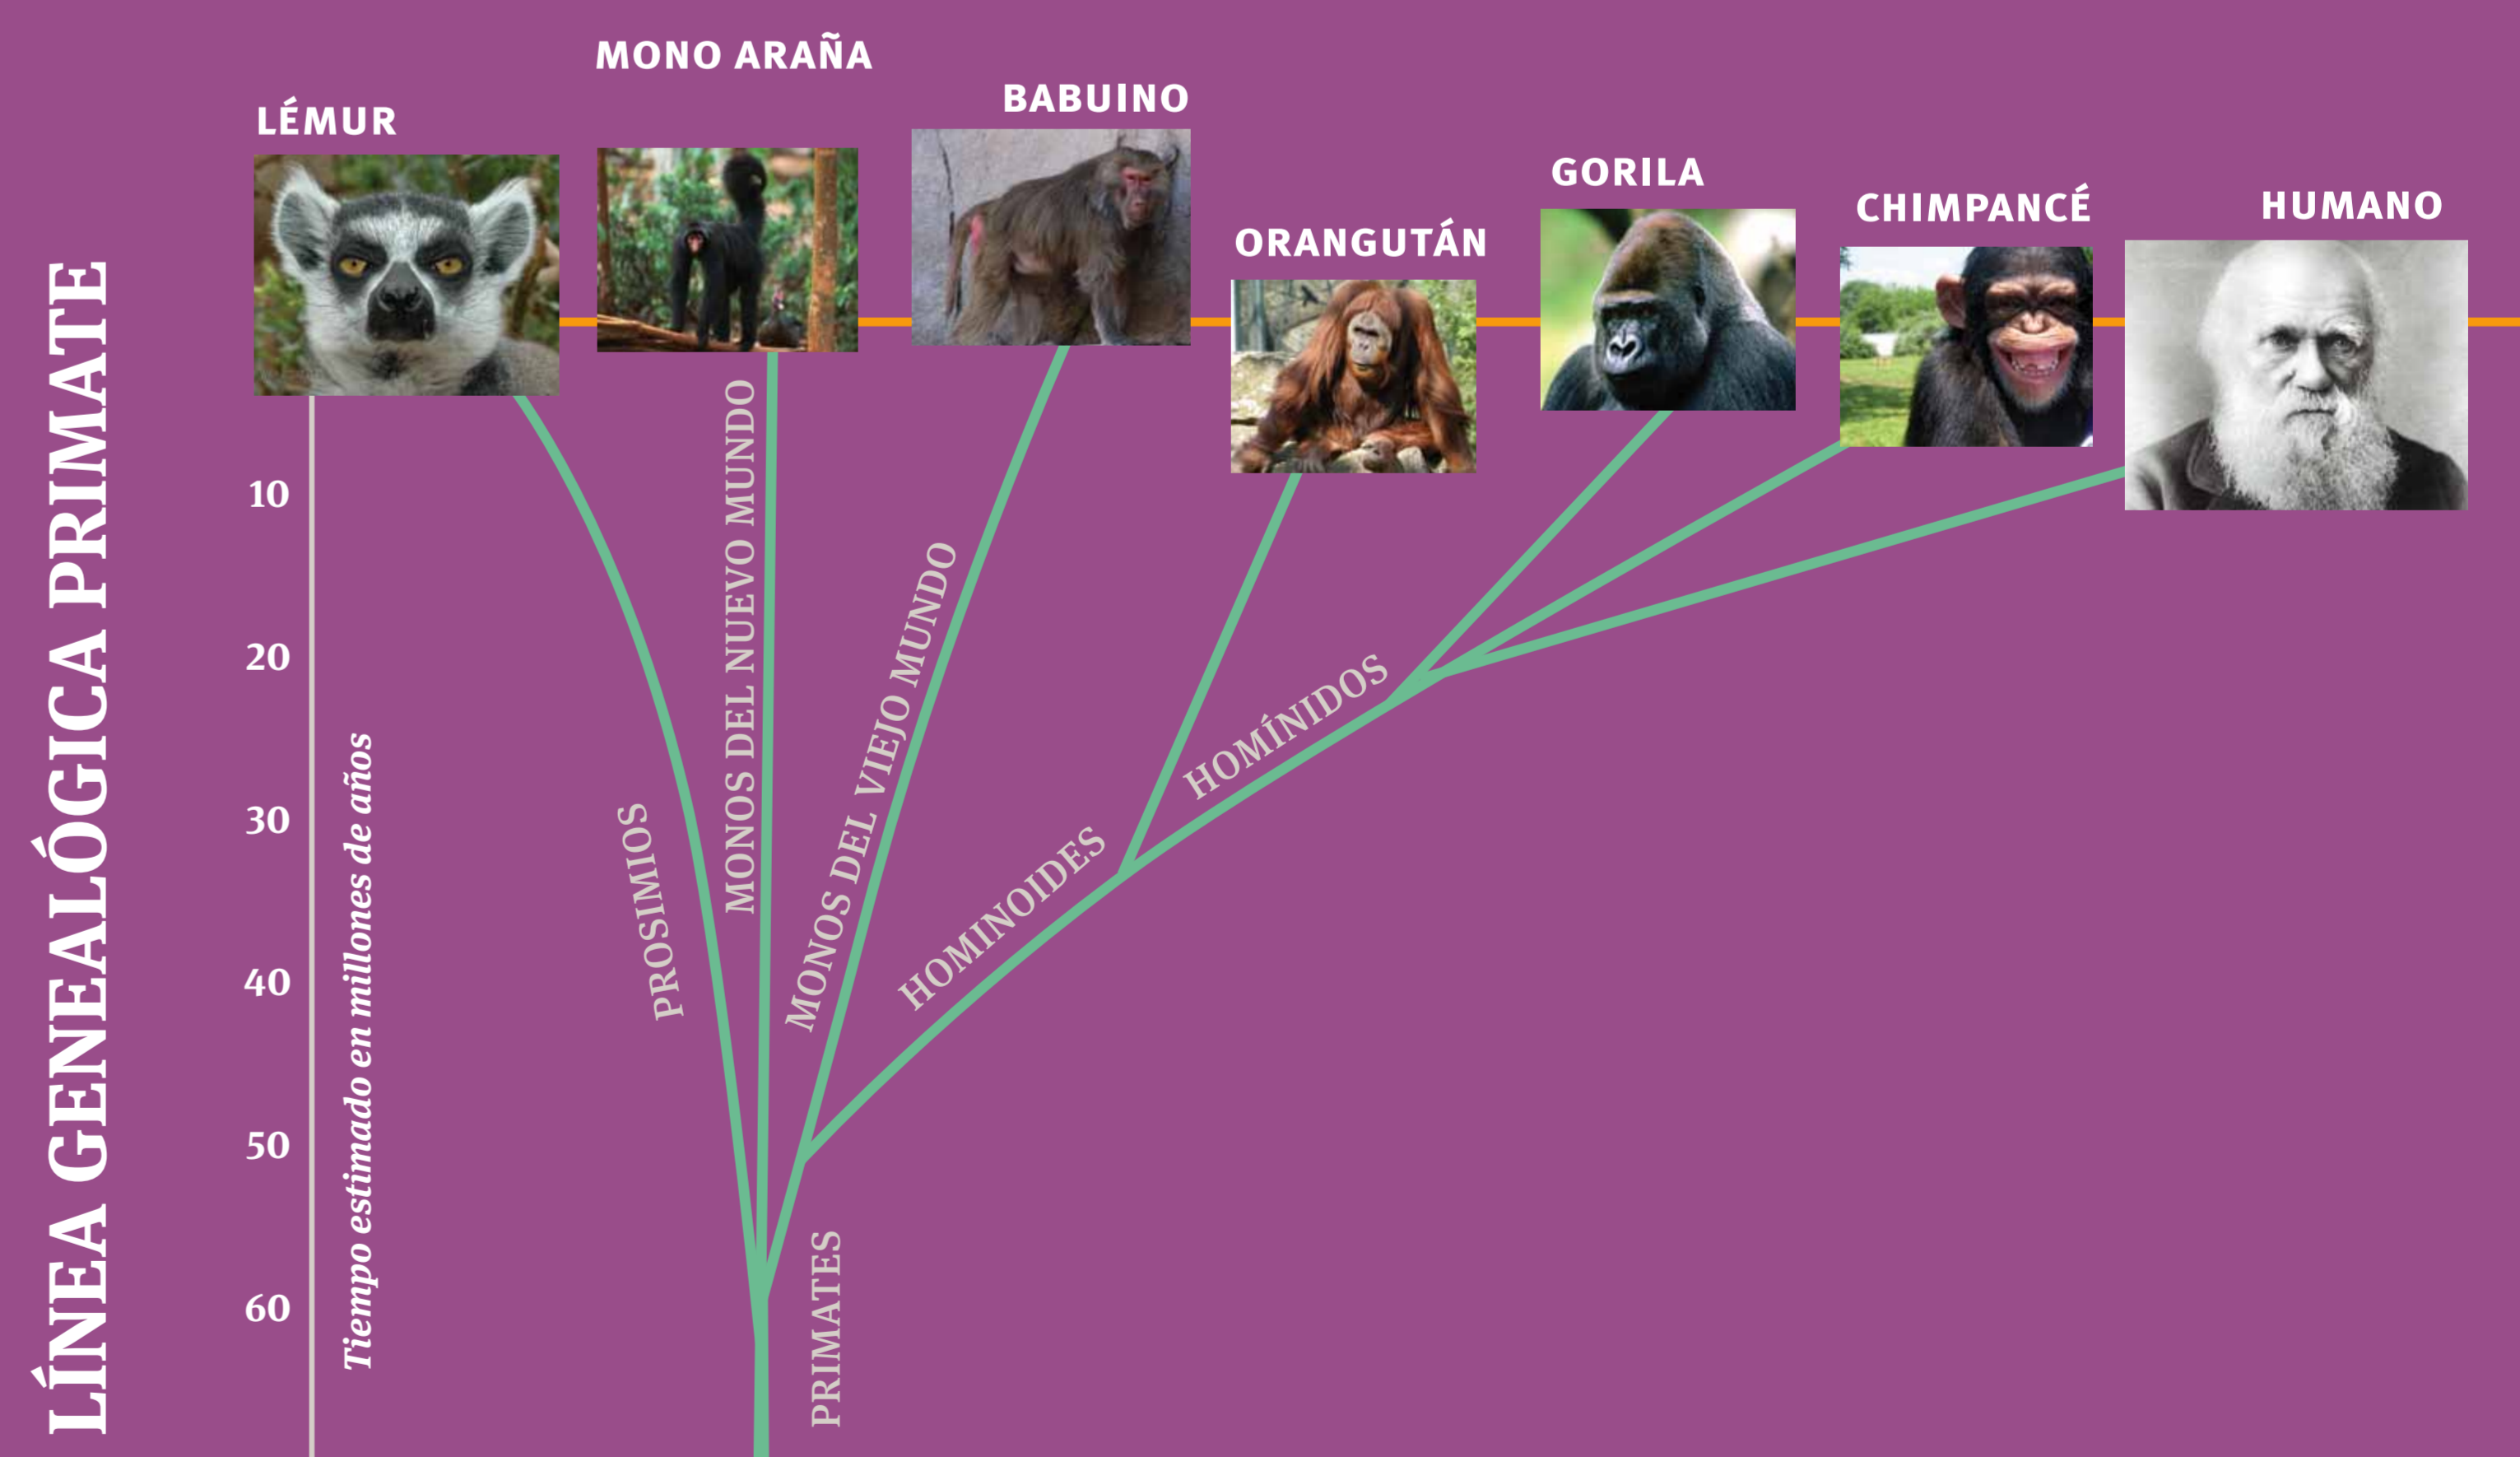 LÍNEA GENEALÓGICA PRIMATE
LÉMUR
MONO ARAÑA
BABUINO
ORANGUTÁN
GORILA
CHIMPANCÉ
HUMANO
10
20
30
40
50
60
Tiempo estimado en millones de años
PROSIMIOS
MONOS DEL NUEVO MUNDO
MONOS DEL VIEJO MUNDO
HOMINOIDES
HOMÍNIDOS
PRIMATES